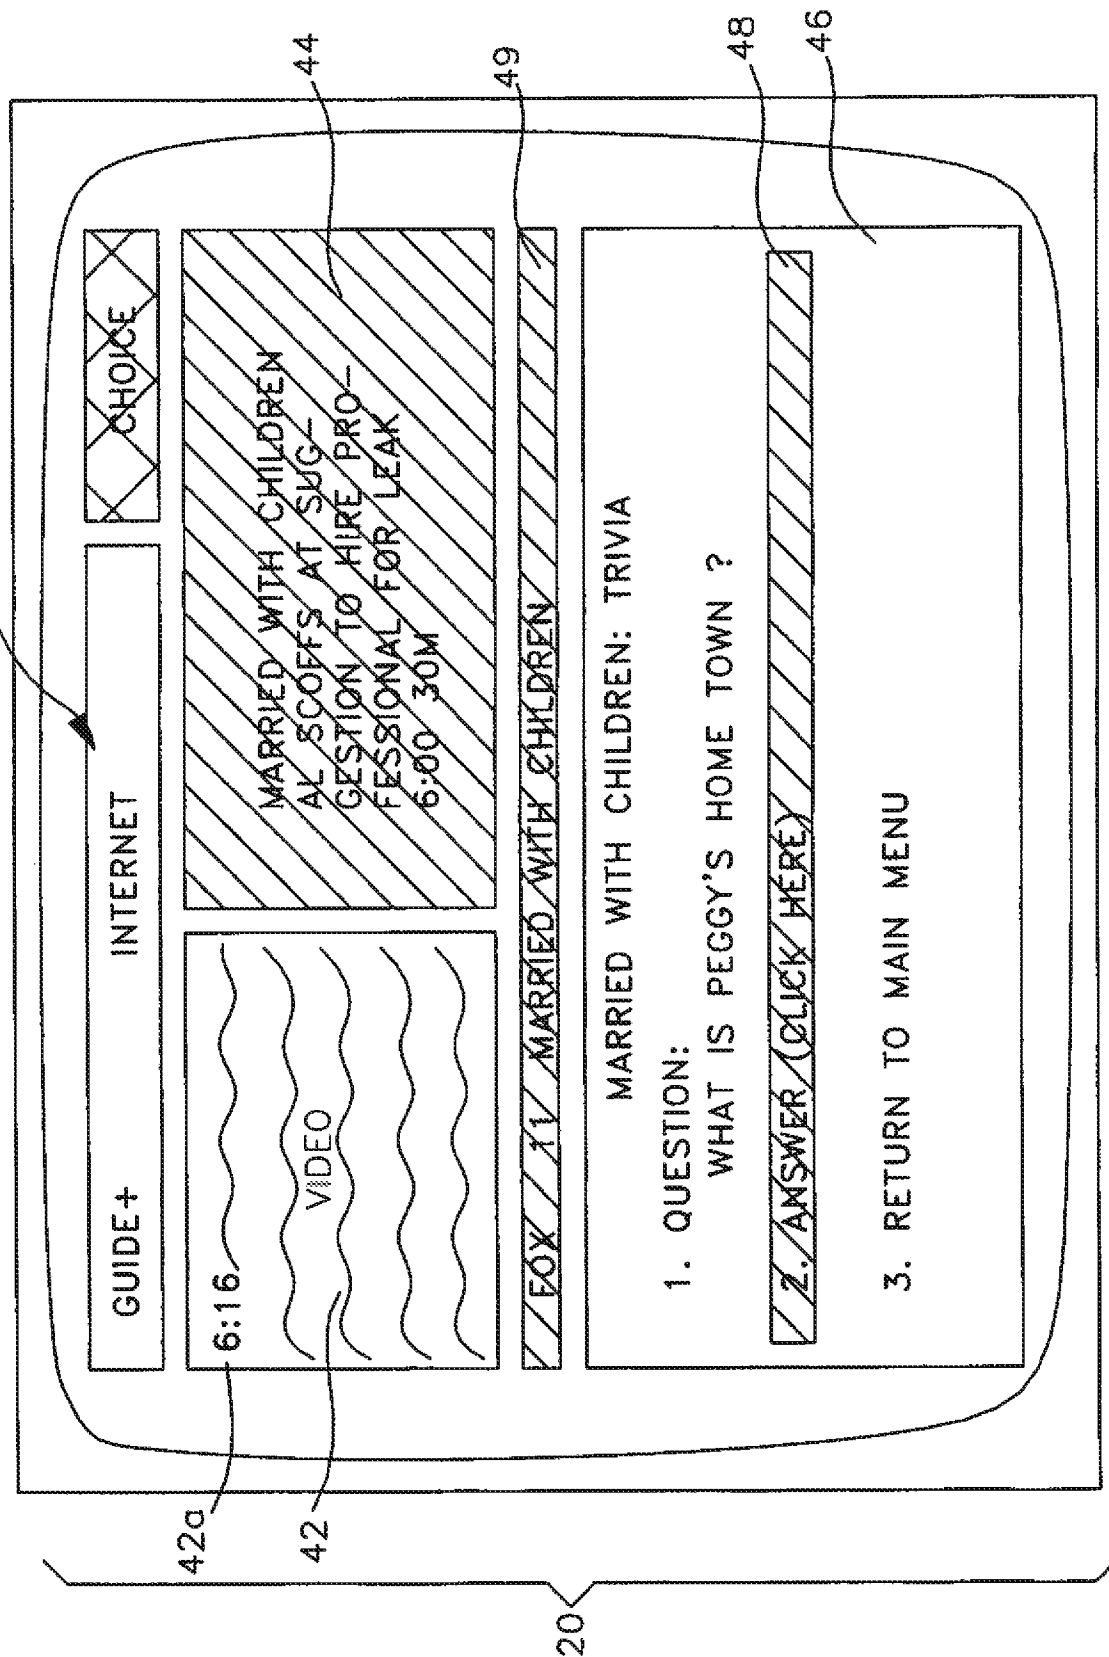 GUIDE+ INTERNET CHOICE
42a
6:16
42
VIDEO
MARRIED WITH CHILDREN
AL SCOFFS AT SUG-
GESTION TO HIRE PRO-
FESSIONAL FOR LEAK
6:00 30M
44
FOX 11 MARRIED WITH CHILDREN
49
MARRIED WITH CHILDREN: TRIVIA
1. QUESTION:
WHAT IS PEGGY'S HOME TOWN ?
2. ANSWER (CLICK HERE)
48
46
3. RETURN TO MAIN MENU
20